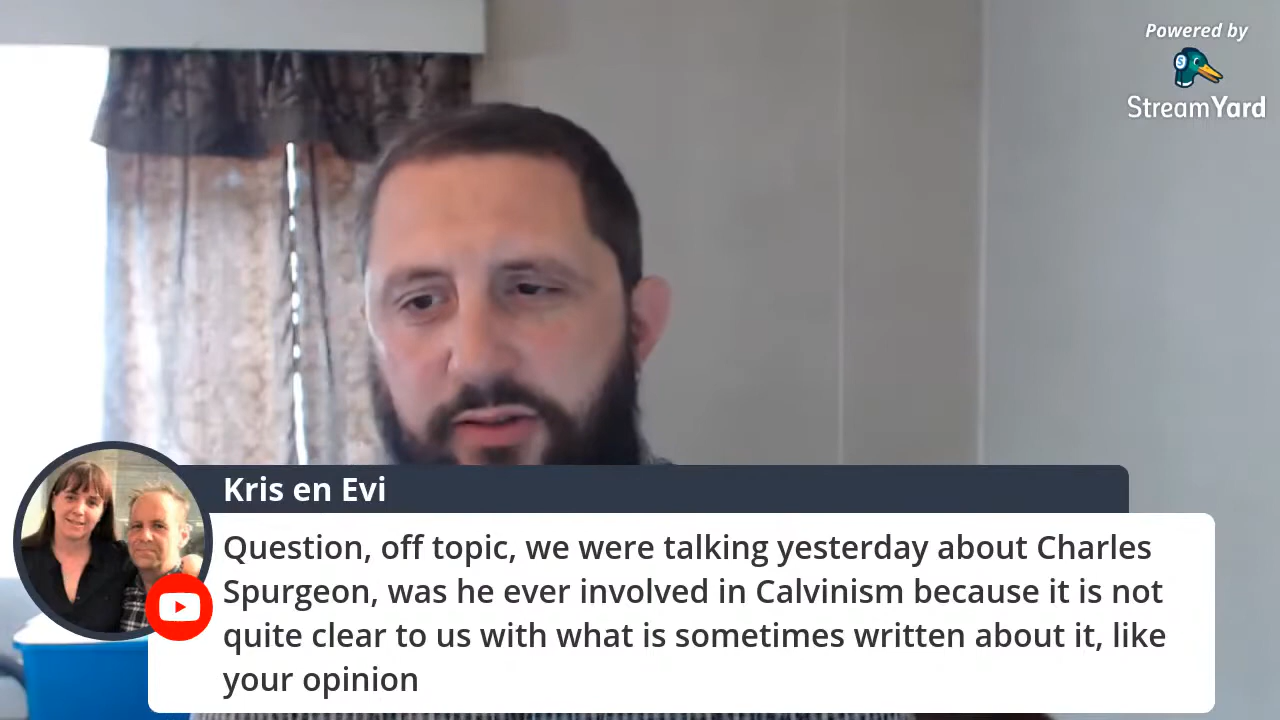 Powered by
StreamYard
Kris en Evi
Question, off topic, we were talking yesterday about Charles
Spurgeon, was he ever involved in Calvinism because it is not
quite clear to us with what is sometimes written about it, like
your opinion